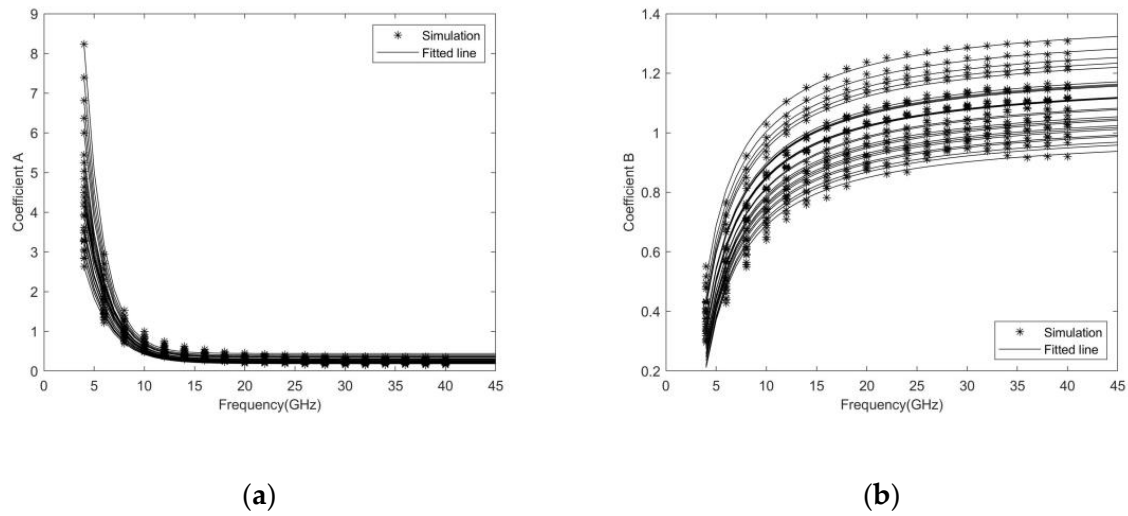 9
8
7
6
5
4
3
2
1
0
Coefficient A
0 5 10 15 20 25 30 35 40 45
Frequency(GHz)
Simulation
Fitted line
(a)
1.4
1.2
1
0.8
0.6
0.4
0.2
Coefficient B
0 5 10 15 20 25 30 35 40 45
Frequency(GHz)
Simulation
Fitted line
(b)